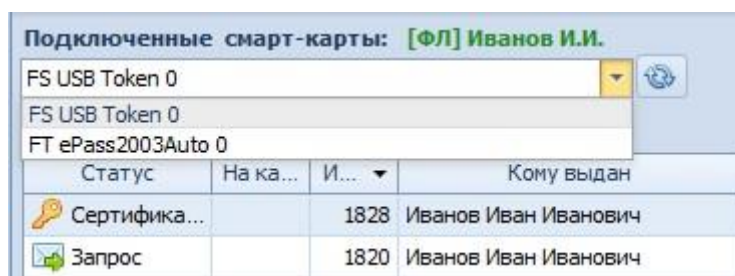 Подключенные смарт-карты: [ФЛ] Иванов И.И.
FS USB Token 0
FS USB Token 0
FT ePass2003Auto 0
Статус На ка... И... Кому выдан
Сертифика... 1828 Иванов Иван Иванович
Запрос 1820 Иванов Иван Иванович